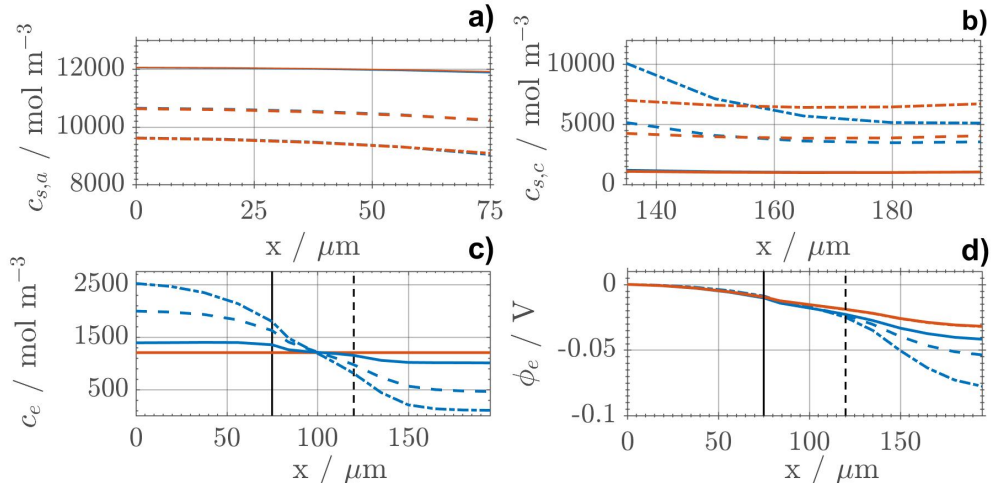 a)
c_{s,a} / mol m^{-3}
12000
10000
8000
0
25
50
75
x / μm
b)
c_{s,c} / mol m^{-3}
10000
5000
0
140
160
180
x / μm
c)
c_e / mol m^{-3}
2500
1500
500
0
50
100
150
x / μm
d)
ϕ_e / V
0
-0.05
-0.1
0
50
100
150
x / μm